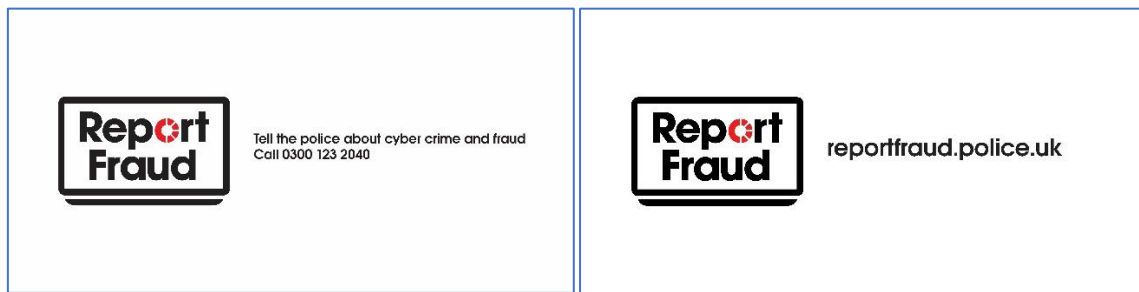 Report
Fraud
Tell the police about cyber crime and fraud
Call 0300 123 2040
Report
Fraud
reportfraud.police.uk